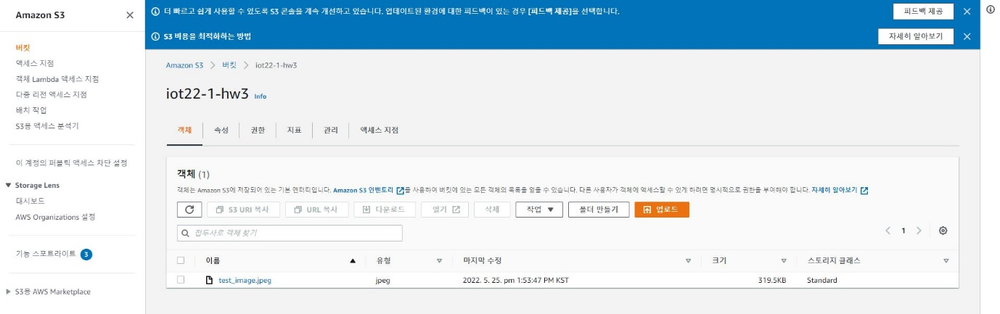 Amazon S3
버킷
액세스 지점
객체 Lambda 액세스 지점
다중 리전 액세스 지점
배치 작업
S3용 액세스 분석기
이 계정의 퍼블릭 액세스 차단 설정
Storage Lens
대시보드
AWS Organizations 설정
기능 스포트라이트 3
S3용 AWS Marketplace
더 빠르고 쉽게 사용할 수 있도록 S3 콘솔을 계속 개선하고 있습니다. 업데이트된 환경에 대한 피드백이 있는 경우 [피드백 제공]을 선택합니다.
피드백 제공
S3 비용을 최적화하는 방법
자세히 알아보기
Amazon S3 > 버킷 > iot22-1-hw3
iot22-1-hw3 Info
객체 속성 권한 지표 관리 액세스 지점
객체 (1)
객체는 Amazon S3에 저장되어 있는 기본 엔터티입니다. Amazon S3 인벤토리를 사용하여 버킷에 있는 모든 객체의 목록을 얻을 수 있습니다. 다른 사용자가 객체에 액세스할 수 있게 하려면 명시적으로 권한을 부여해야 합니다. 자세히 알아보기
S3 URI 복사 URL 복사 다운로드 열기 삭제 작업 폴더 만들기 업로드
접두사로 객체 찾기
1
이름 유형 마지막 수정 크기 스토리지 클래스
test_image.jpeg jpeg 2022. 5. 25. pm 1:53:47 PM KST 319.5KB Standard